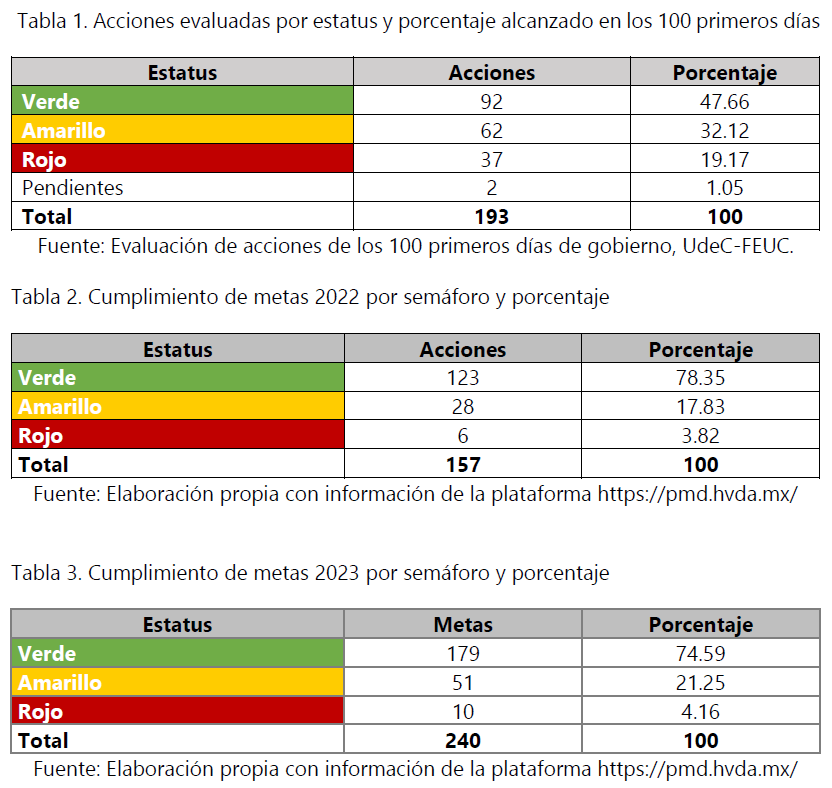 Tabla 1. Acciones evaluadas por estatus y porcentaje alcanzado en los 100 primeros días
Estatus Acciones Porcentaje
Verde 92 47.66
Amarillo 62 32.12
Rojo 37 19.17
Pendientes 2 1.05
Total 193 100
Fuente: Evaluación de acciones de los 100 primeros días de gobierno, UdeC-FEUC.
Tabla 2. Cumplimiento de metas 2022 por semáforo y porcentaje
Estatus Acciones Porcentaje
Verde 123 78.35
Amarillo 28 17.83
Rojo 6 3.82
Total 157 100
Fuente: Elaboración propia con información de la plataforma https://pmd.hvda.mx/
Tabla 3. Cumplimiento de metas 2023 por semáforo y porcentaje
Estatus Metas Porcentaje
Verde 179 74.59
Amarillo 51 21.25
Rojo 10 4.16
Total 240 100
Fuente: Elaboración propia con información de la plataforma https://pmd.hvda.mx/